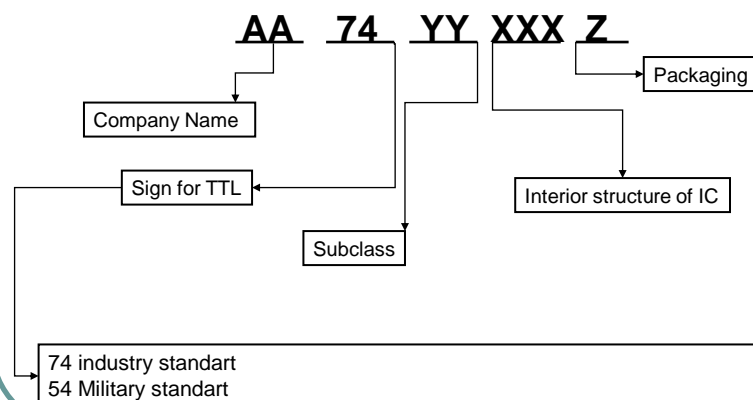 AA 74 YY XXX Z
Packaging
Company Name
Sign for TTL
Interior structure of IC
Subclass
74 industry standart
54 Military standart